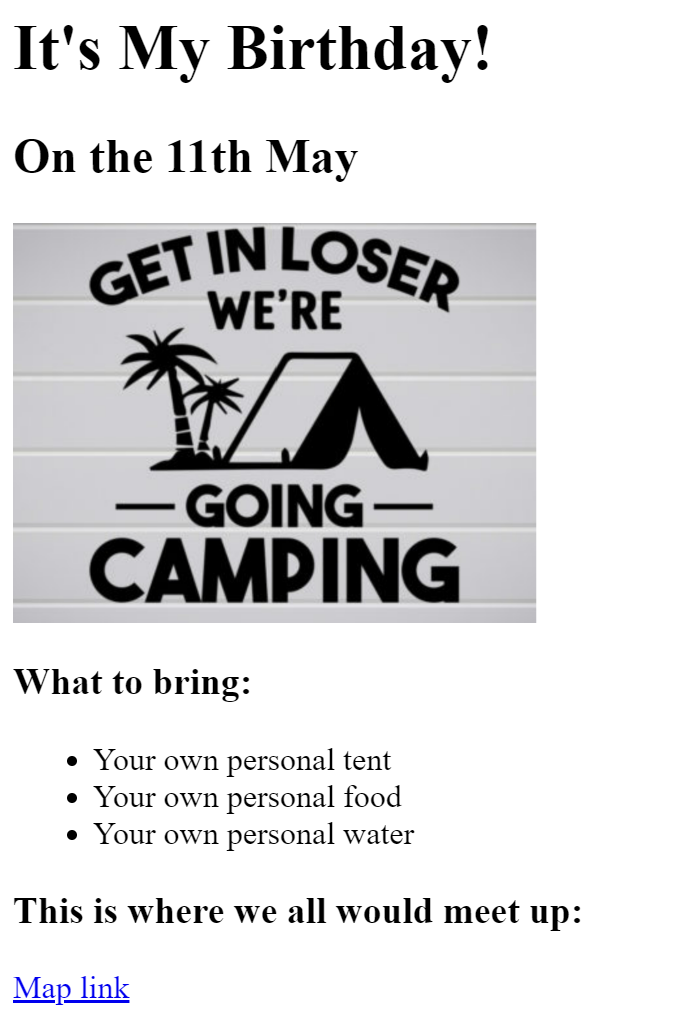 It's My Birthday!
On the 11th May
GET IN LOSER
WE'RE
GOING
CAMPING
What to bring:
Your own personal tent
Your own personal food
Your own personal water
This is where we all would meet up:
Map link